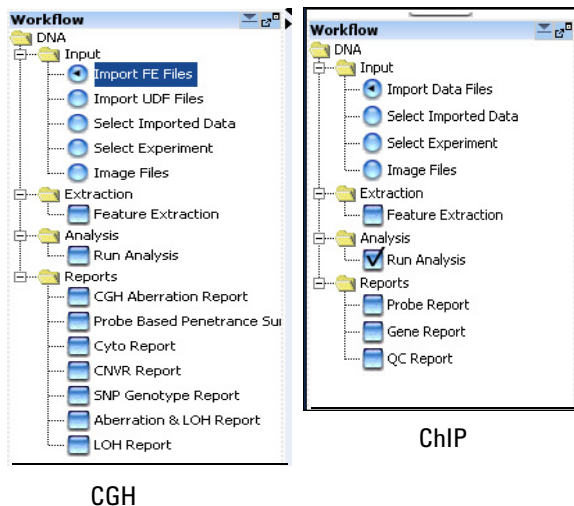 Workflow
DNA
Input
Import FE Files
Import UDF Files
Select Imported Data
Select Experiment
Image Files
Extraction
Feature Extraction
Analysis
Run Analysis
Reports
CGH Aberration Report
Probe Based Penetrance Su
Cyto Report
CNVR Report
SNP Genotype Report
Aberration & LOH Report
LOH Report
CGH
Workflow
DNA
Input
Import Data Files
Select Imported Data
Select Experiment
Image Files
Extraction
Feature Extraction
Analysis
Run Analysis
Reports
Probe Report
Gene Report
QC Report
ChIP